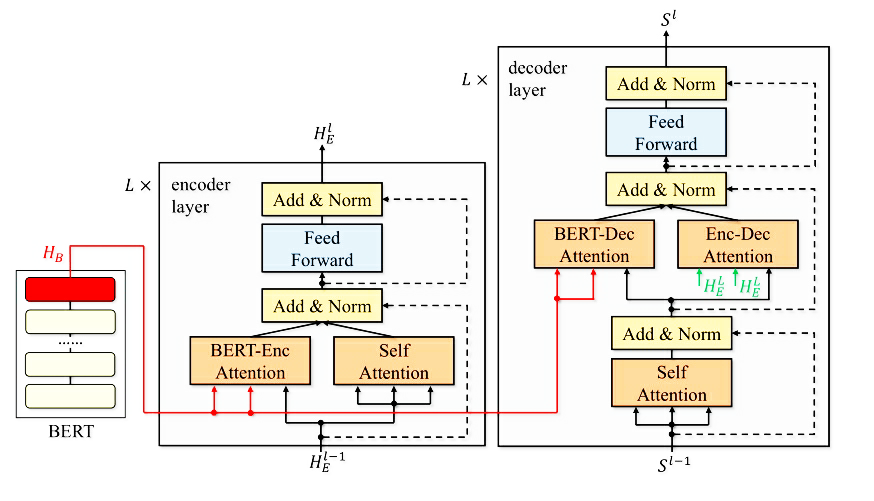 H_B
......
BERT
H_E^l
L ×
encoder
layer
Add & Norm
Feed
Forward
Add & Norm
BERT-Enc
Attention
Self
Attention
H_E^{l-1}
S^l
L ×
decoder
layer
Add & Norm
Feed
Forward
Add & Norm
BERT-Dec
Attention
Enc-Dec
Attention
H_E^L H_E^L
Add & Norm
Self
Attention
S^{l-1}